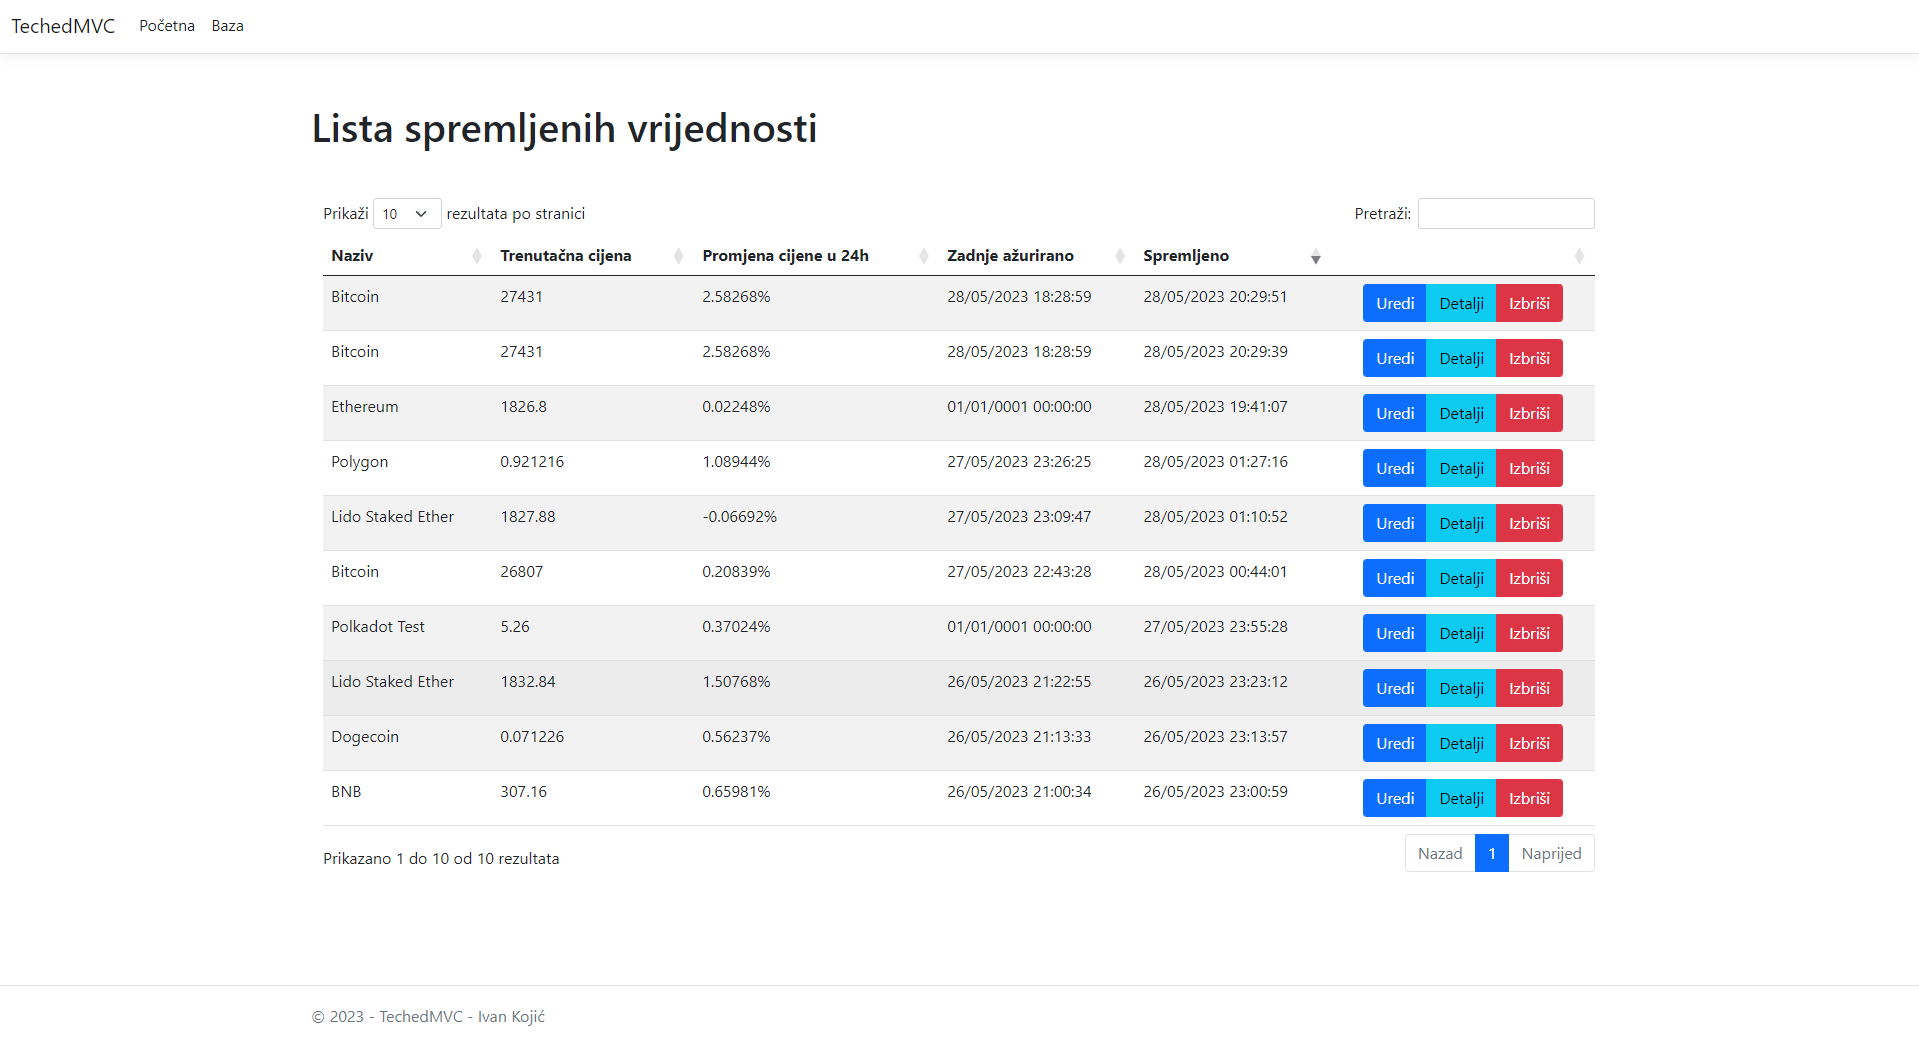 TechedMVC Početna Baza
Lista spremljenih vrijednosti
Prikaži 10 rezultata po stranici Pretraži:
Naziv Trenutačna cijena Promjena cijene u 24h Zadnje ažurirano Spremljeno
Bitcoin 27431 2.58268% 28/05/2023 18:28:59 28/05/2023 20:29:51 Uredi Detalji Izbriši
Bitcoin 27431 2.58268% 28/05/2023 18:28:59 28/05/2023 20:29:39 Uredi Detalji Izbriši
Ethereum 1826.8 0.02248% 01/01/0001 00:00:00 28/05/2023 19:41:07 Uredi Detalji Izbriši
Polygon 0.921216 1.08944% 27/05/2023 23:26:25 28/05/2023 01:27:16 Uredi Detalji Izbriši
Lido Staked Ether 1827.88 -0.06692% 27/05/2023 23:09:47 28/05/2023 01:10:52 Uredi Detalji Izbriši
Bitcoin 26807 0.20839% 27/05/2023 22:43:28 28/05/2023 00:44:01 Uredi Detalji Izbriši
Polkadot Test 5.26 0.37024% 01/01/0001 00:00:00 27/05/2023 23:55:28 Uredi Detalji Izbriši
Lido Staked Ether 1832.84 1.50768% 26/05/2023 21:22:55 26/05/2023 23:23:12 Uredi Detalji Izbriši
Dogecoin 0.071226 0.56237% 26/05/2023 21:13:33 26/05/2023 23:13:57 Uredi Detalji Izbriši
BNB 307.16 0.65981% 26/05/2023 21:00:34 26/05/2023 23:00:59 Uredi Detalji Izbriši
Prikazano 1 do 10 od 10 rezultata Nazad 1 Naprijed
© 2023 - TechedMVC - Ivan Kojić